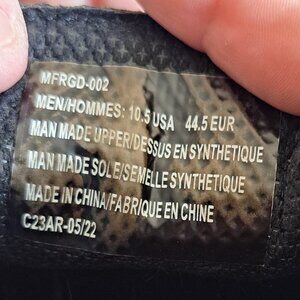 MFRGD-002
MEN/HOMMES: 10.5 USA 44.5 EUR
MAN MADE UPPER/DESSUS EN SYNTHETIQUE
MAN MADE SOLE/SEMELLE SYNTHETIQUE
MADE IN CHINA/FABRIQUE EN CHINE
C23AR-05/22